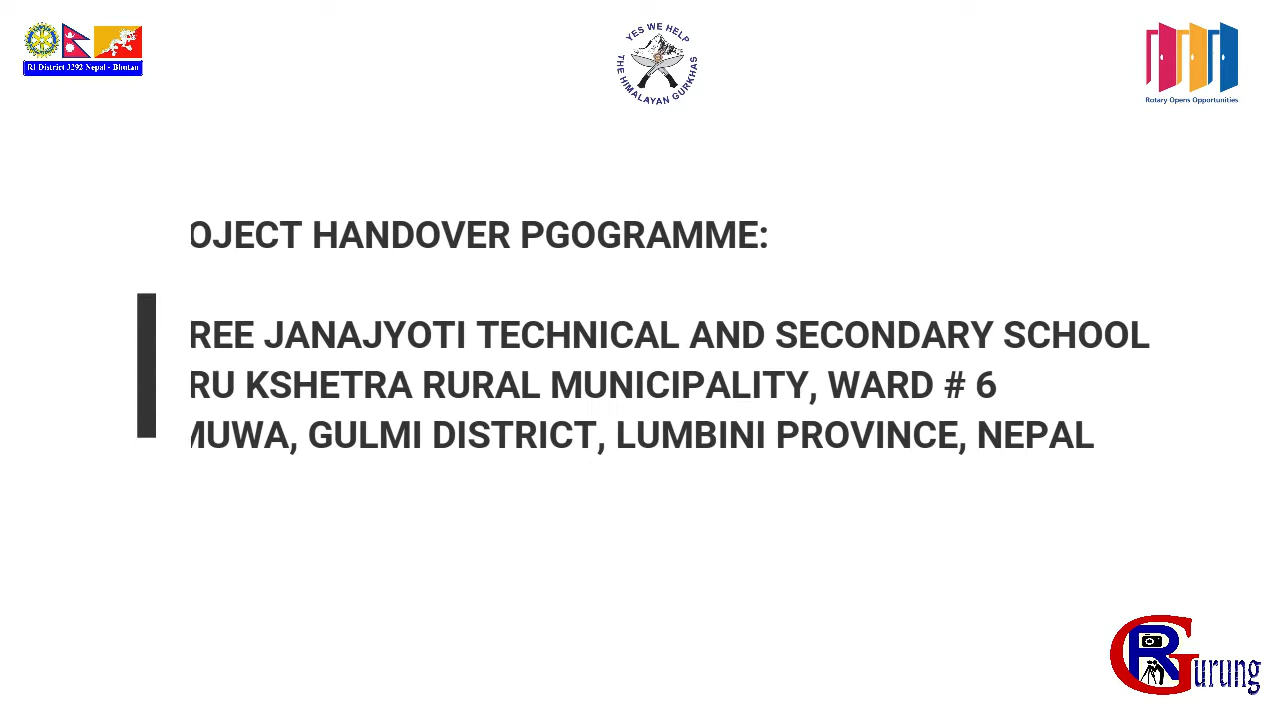 RI District 3292 Nepal - Bhutan
YES WE HELP
THE HIMALAYAN GURKHAS
Rotary Opens Opportunities
OJECT HANDOVER PGOGRAMME:
REE JANAJYOTI TECHNICAL AND SECONDARY SCHOOL
RU KSHETRA RURAL MUNICIPALITY, WARD # 6
MUWA, GULMI DISTRICT, LUMBINI PROVINCE, NEPAL
RGurung